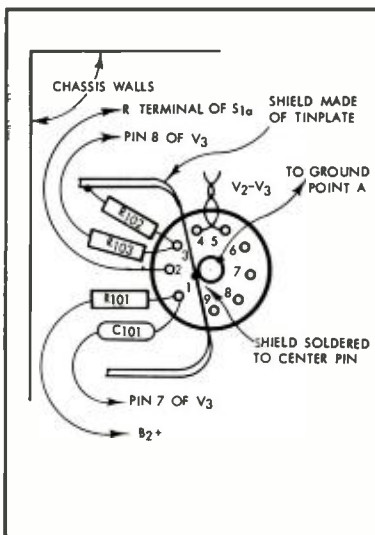 CHASSIS WALLS
R TERMINAL OF S1a
PIN 8 OF V3
SHIELD MADE
OF TINPLATE
TO GROUND
POINT A
V2-V3
R102
R103
R101
C101
1
2
3
4
5
6
7
8
9
SHIELD SOLDERED
TO CENTER PIN
PIN 7 OF V3
B2+